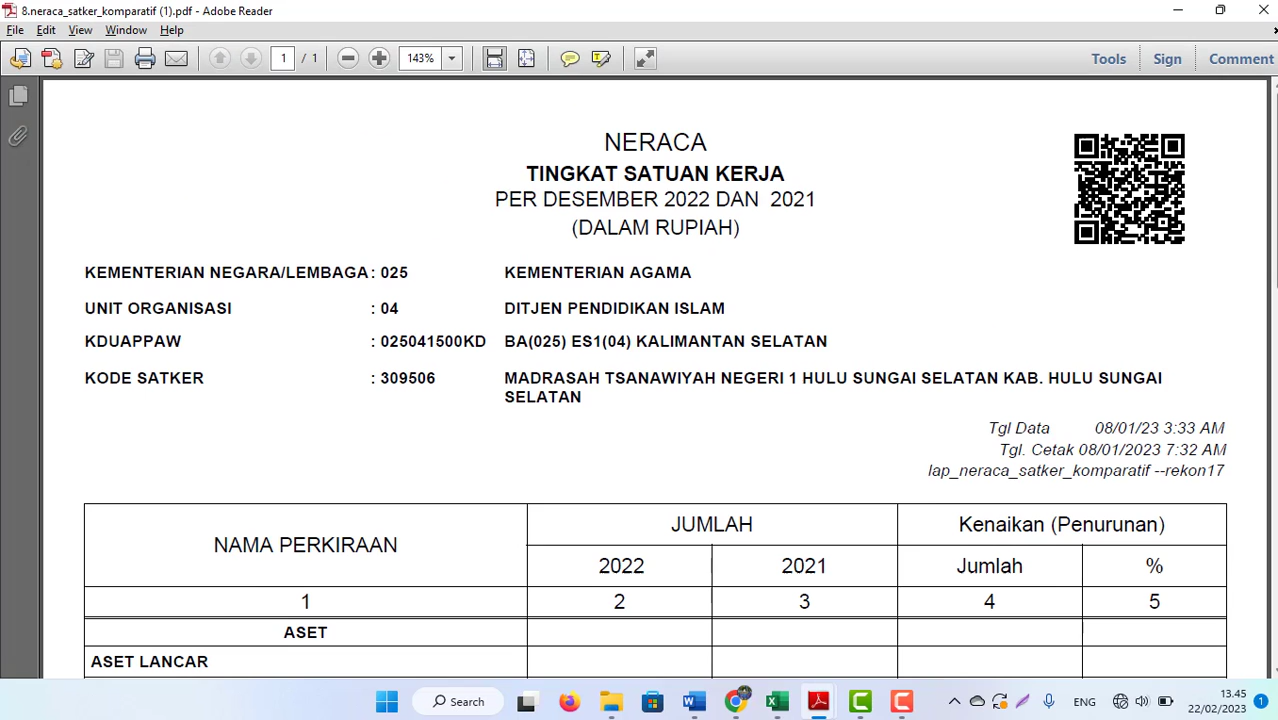 8.neraca_satker_komparatif (1).pdf - Adobe Reader
File Edit View Window Help
1 / 1 143% Tools Sign Comment
NERACA
TINGKAT SATUAN KERJA
PER DESEMBER 2022 DAN 2021
(DALAM RUPIAH)
KEMENTERIAN NEGARA/LEMBAGA : 025 KEMENTERIAN AGAMA
UNIT ORGANISASI : 04 DITJEN PENDIDIKAN ISLAM
KDUAPPAW : 025041500KD BA(025) ES1(04) KALIMANTAN SELATAN
KODE SATKER : 309506 MADRASAH TSANAWIYAH NEGERI 1 HULU SUNGAI SELATAN KAB. HULU SUNGAI
SELATAN
Tgl Data 08/01/23 3:33 AM
Tgl. Cetak 08/01/2023 7:32 AM
lap_neraca_satker_komparatif --rekon17
NAMA PERKIRAAN JUMLAH Kenaikan (Penurunan)
2022 2021 Jumlah %
1 2 3 4 5
ASET
ASET LANCAR
Search ENG 13.45
22/02/2023 1